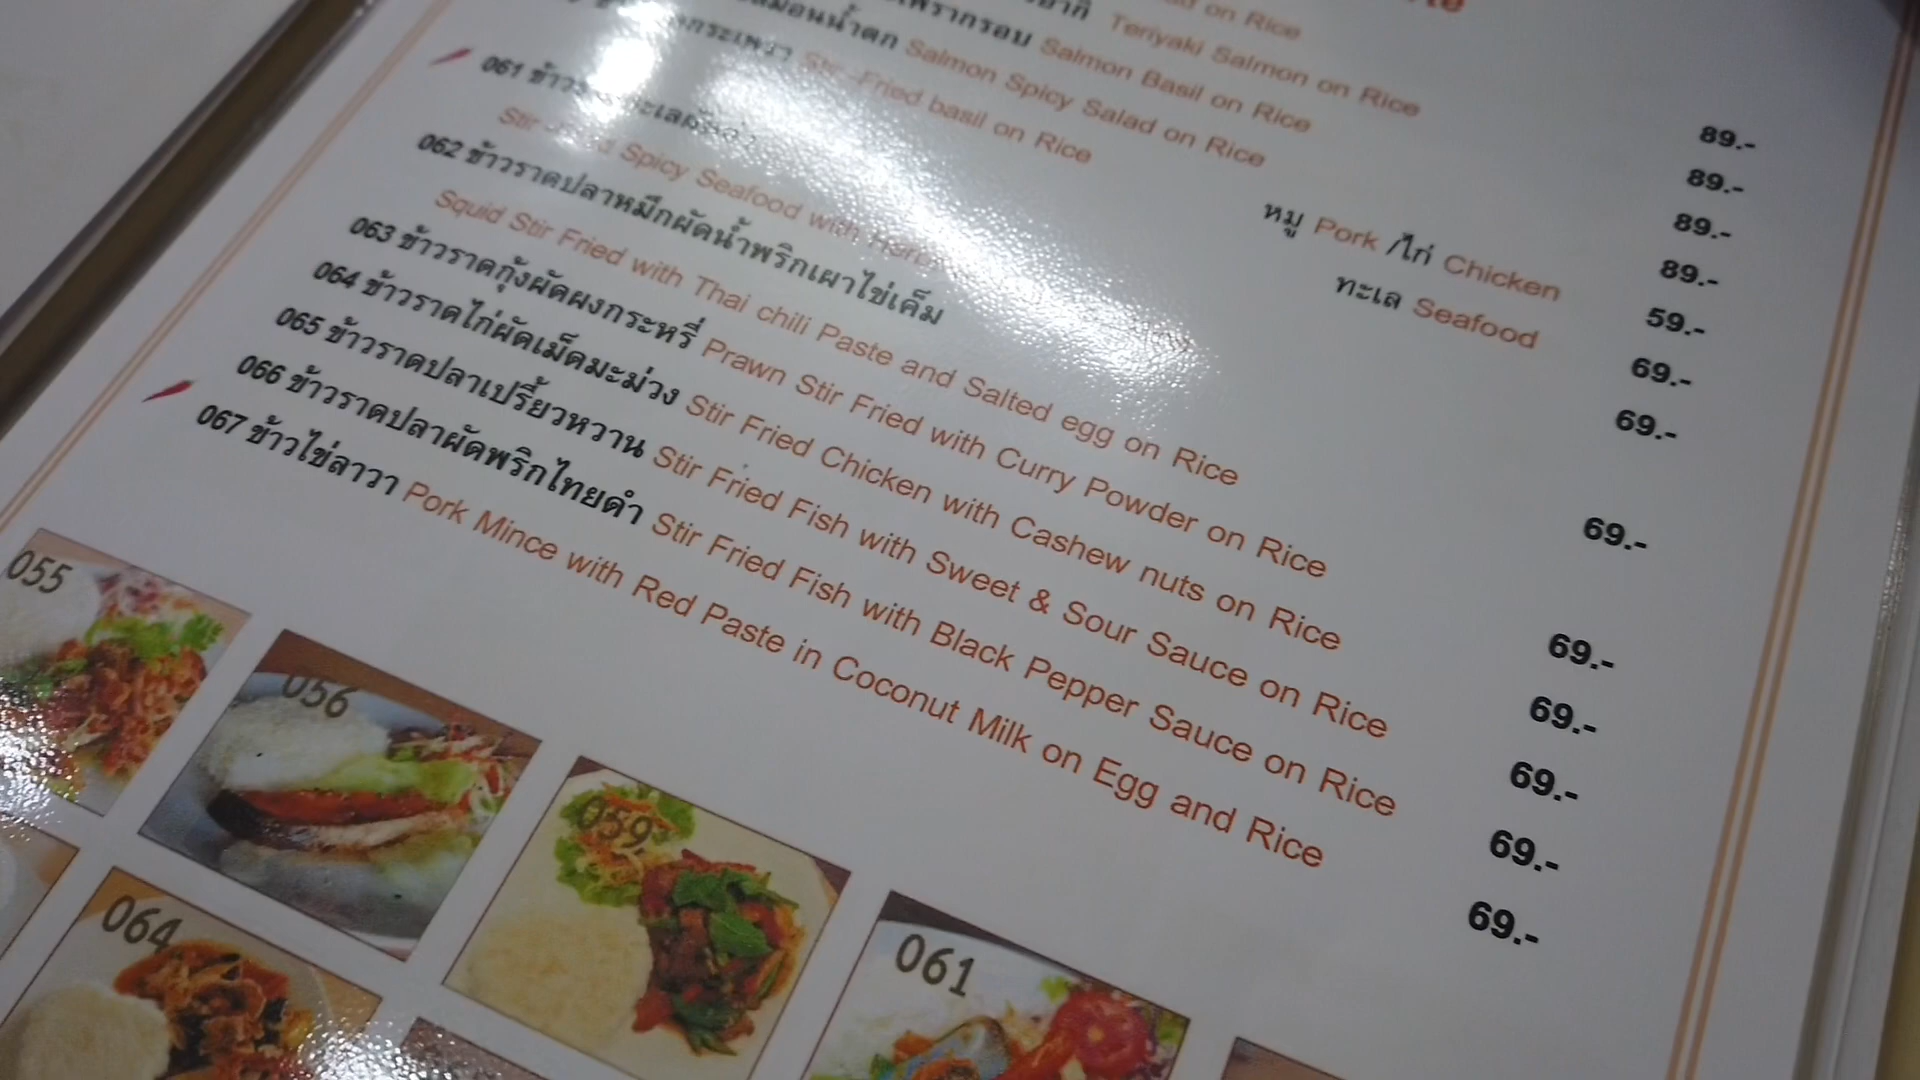 on Rice
Teriyaki Salmon on Rice 89.-
Salmon Basil on Rice 89.-
Salmon Spicy Salad on Rice 89.-
Stir-Fried basil on Rice 89.-
หมู Pork /ไก่ Chicken 59.-
ทะเล Seafood 69.-
061 69.-
Spicy Seafood with
062 ข้าวราดปลาหมึกผัดน้ำพริกเผาไข่เค็ม
Squid Stir Fried with Thai chili Paste and Salted egg on Rice 69.-
063 ข้าวราดกุ้งผัดผงกระหรี่ Prawn Stir Fried with Curry Powder on Rice 69.-
064 ข้าวราดไก่ผัดเม็ดมะม่วง Stir Fried Chicken with Cashew nuts on Rice 69.-
065 ข้าวราดปลาเปรี้ยวหวาน Stir Fried Fish with Sweet & Sour Sauce on Rice 69.-
066 ข้าวราดปลาผัดพริกไทยดำ Stir Fried Fish with Black Pepper Sauce on Rice 69.-
067 ข้าวไข่ลาวา Pork Mince with Red Paste in Coconut Milk on Egg and Rice 69.-
055
056
059
061
064